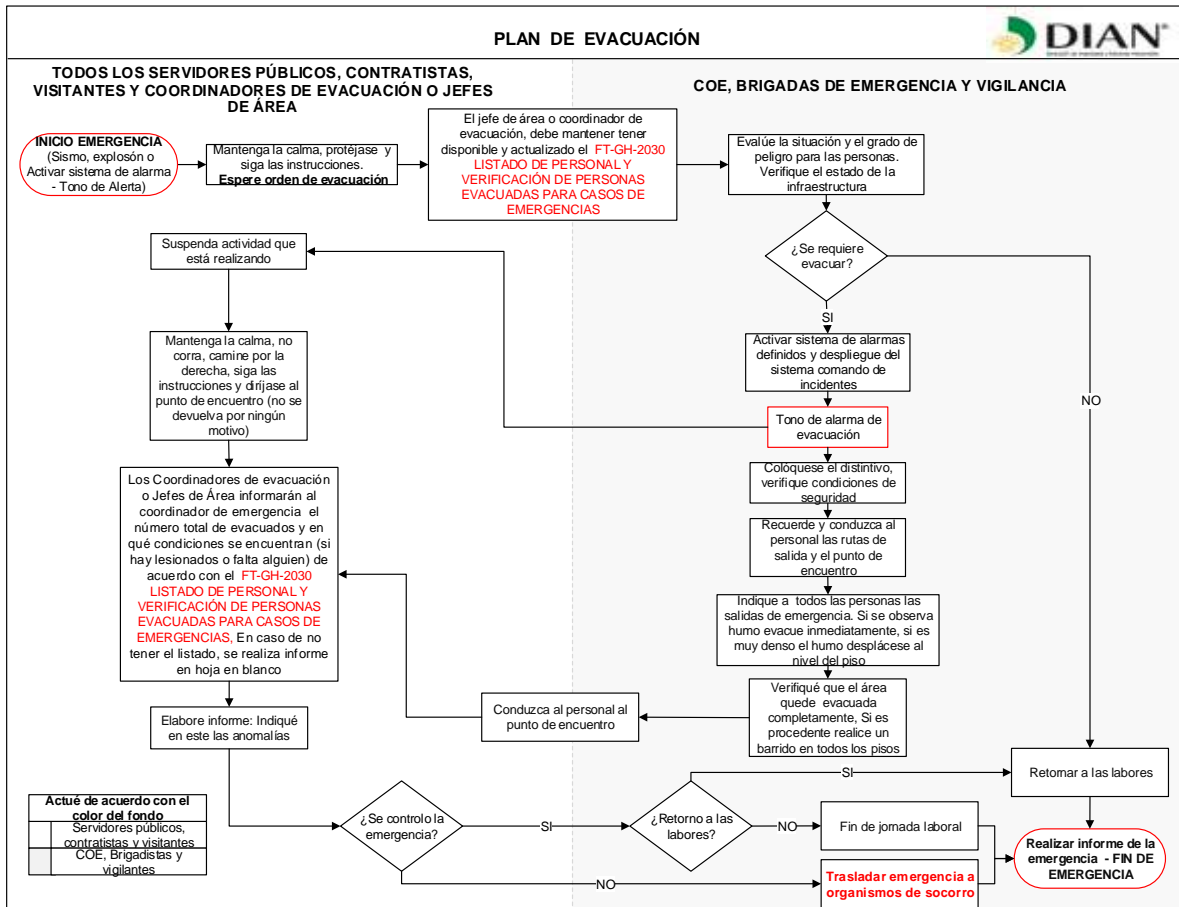 PLAN DE EVACUACIÓN
DIAN
TODOS LOS SERVIDORES PÚBLICOS, CONTRATISTAS,
VISITANTES Y COORDINADORES DE EVACUACIÓN O JEFES
DE ÁREA
COE, BRIGADAS DE EMERGENCIA Y VIGILANCIA
INICIO EMERGENCIA
(Sismo, explosón o
Activar sistema de alarma
- Tono de Alerta)
Mantenga la calma, protéjase y
siga las instrucciones.
Espere orden de evacuación
El jefe de área o coordinador de
evacuación, debe mantener tener
disponible y actualizado el FT-GH-2030
LISTADO DE PERSONAL Y
VERIFICACIÓN DE PERSONAS
EVACUADAS PARA CASOS DE
EMERGENCIAS
Evalúe la situación y el grado de
peligro para las personas.
Verifique el estado de la
infraestructura
¿Se requiere
evacuar?
SI
NO
Activar sistema de alarmas
definidos y despliegue del
sistema comando de
incidentes
Tono de alarma de
evacuación
Colóquese el distintivo,
verifique condiciones de
seguridad
Recuerde y conduzca al
personal las rutas de
salida y el punto de
encuentro
Indique a todos las personas las
salidas de emergencia. Si se observa
humo evacue inmediatamente, si es
muy denso el humo desplácese al
nivel del piso
Verifiqué que el área
quede evacuada
completamente, Si es
procedente realice un
barrido en todos los pisos
Conduzca al personal al
punto de encuentro
Suspenda actividad que
está realizando
Mantenga la calma, no
corra, camine por la
derecha, siga las
instrucciones y diríjase al
punto de encuentro (no se
devuelva por ningún
motivo)
Los Coordinadores de evacuación
o Jefes de Área informarán al
coordinador de emergencia el
número total de evacuados y en
qué condiciones se encuentran (si
hay lesionados o falta alguien) de
acuerdo con el FT-GH-2030
LISTADO DE PERSONAL Y
VERIFICACIÓN DE PERSONAS
EVACUADAS PARA CASOS DE
EMERGENCIAS, En caso de no
tener el listado, se realiza informe
en hoja en blanco
Elabore informe: Indiqué
en este las anomalías
¿Se controlo la
emergencia?
SI
NO
¿Retorno a las
labores?
SI
NO
Retornar a las labores
Fin de jornada laboral
Trasladar emergencia a
organismos de socorro
Realizar informe de la
emergencia - FIN DE
EMERGENCIA
Actué de acuerdo con el
color del fondo
Servidores públicos,
contratistas y visitantes
COE, Brigadistas y
vigilantes